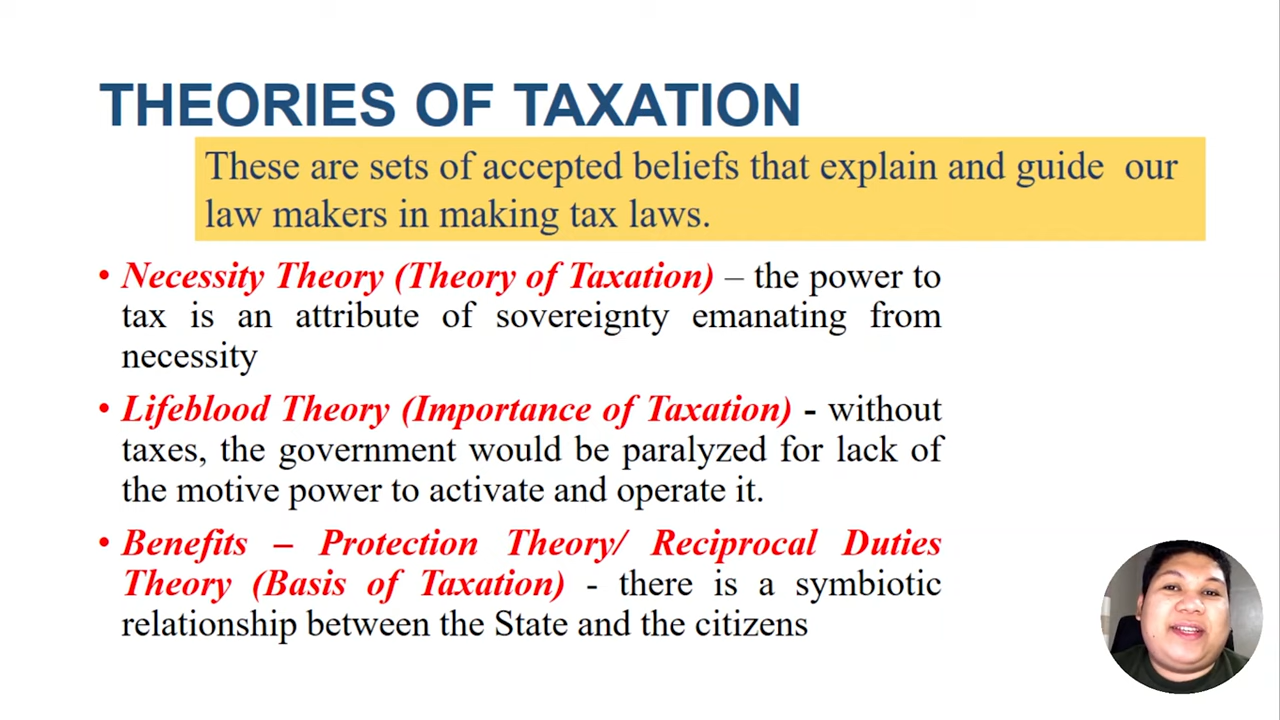 THEORIES OF TAXATION
These are sets of accepted beliefs that explain and guide our
law makers in making tax laws.
• Necessity Theory (Theory of Taxation) – the power to
tax is an attribute of sovereignty emanating from
necessity
• Lifeblood Theory (Importance of Taxation) - without
taxes, the government would be paralyzed for lack of
the motive power to activate and operate it.
• Benefits – Protection Theory/ Reciprocal Duties
Theory (Basis of Taxation) - there is a symbiotic
relationship between the State and the citizens